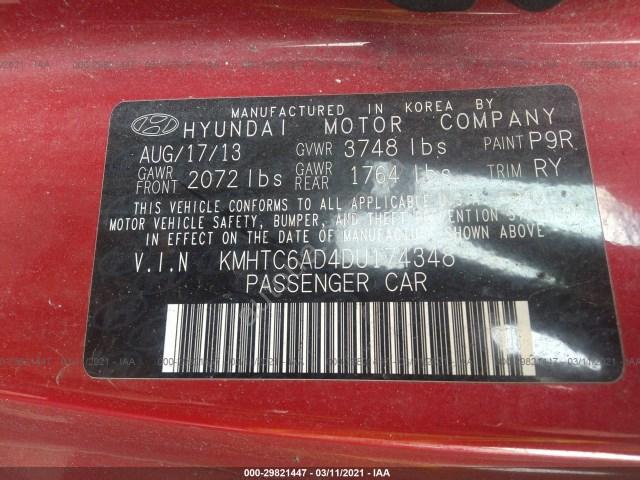 MANUFACTURED IN KOREA BY
HYUNDAI MOTOR COMPANY
AUG/17/13 GVWR 3748 lbs PAINT P9R
GAWR FRONT 2072 lbs GAWR REAR 1764 lbs TRIM RY
THIS VEHICLE CONFORMS TO ALL APPLICABLE
MOTOR VEHICLE SAFETY, BUMPER, AND THEFT PREVENTION
IN EFFECT ON THE DATE OF MANUFACTURE SHOWN ABOVE.
V.I.N KMHTC6AD4DU174348
PASSENGER CAR
000-29821447 - 03/11/2021 - IAA